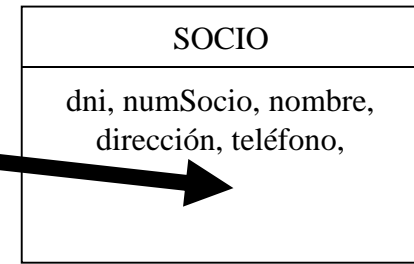 SOCIO
dni, numSocio, nombre,
dirección, teléfono,